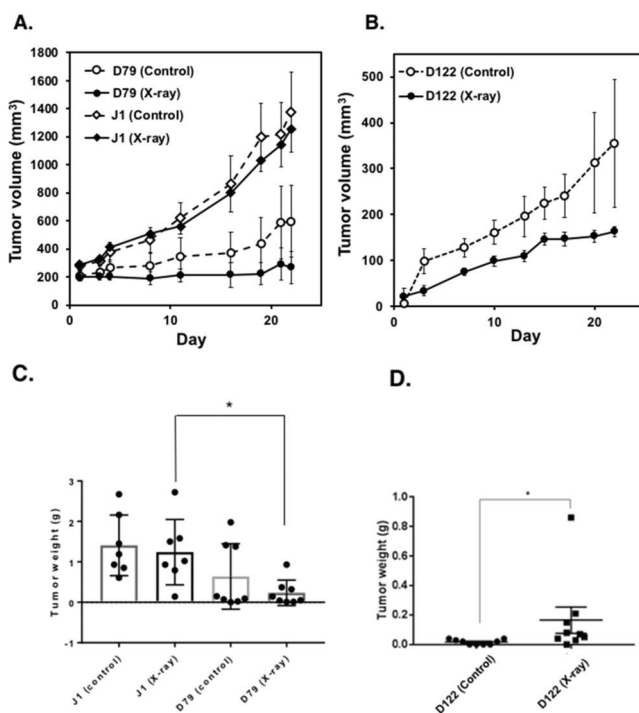 A.
1800
1600
1400
1200
1000
800
600
400
200
0
Tumor volume (mm³)
D79 (Control)
D79 (X-ray)
J1 (Control)
J1 (X-ray)
0
10
20
Day
B.
500
400
300
200
100
0
Tumor volume (mm³)
D122 (Control)
D122 (X-ray)
0
10
20
Day
C.
*
3
2
1
0
-1
Tumor weight (g)
J1 (control)
J1 (X-ray)
D79 (control)
D79 (X-ray)
D.
*
1.0
0.8
0.6
0.4
0.2
0.0
Tumor weight (g)
D122 (Control)
D122 (X-ray)